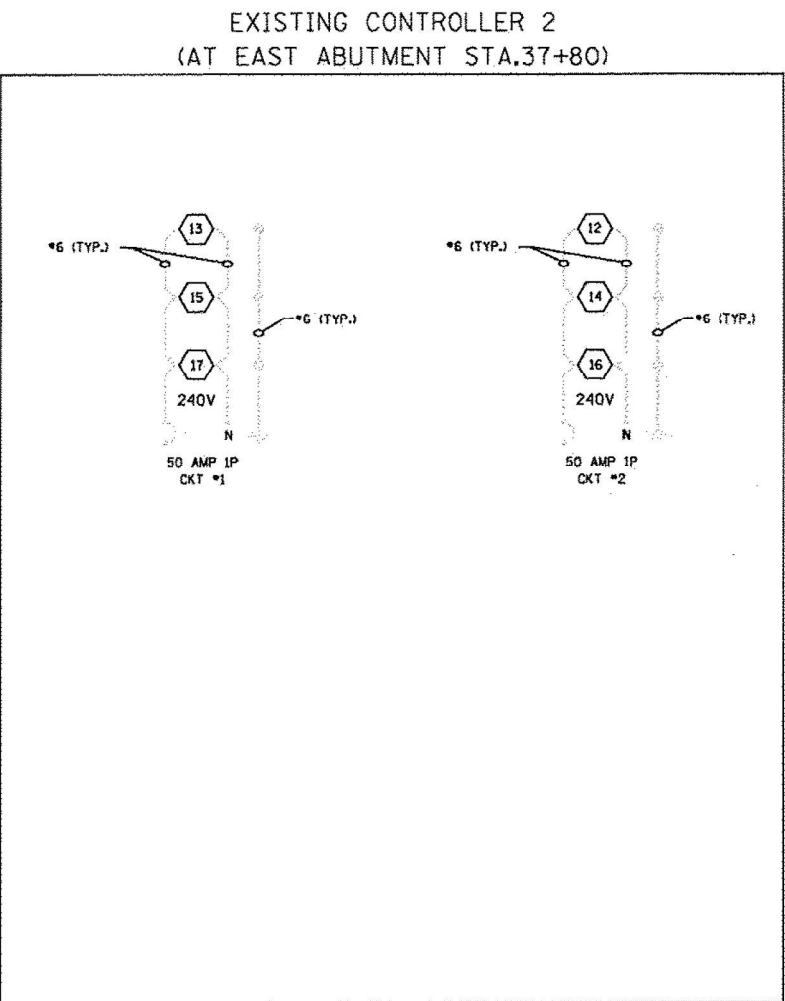 EXISTING CONTROLLER 2
(AT EAST ABUTMENT STA.37+80)
13
#6 (TYP.)
15
#6 (TYP.)
17
240V
N
50 AMP 1P
CKT #1
12
#6 (TYP.)
14
#6 (TYP.)
16
240V
N
50 AMP 1P
CKT #2